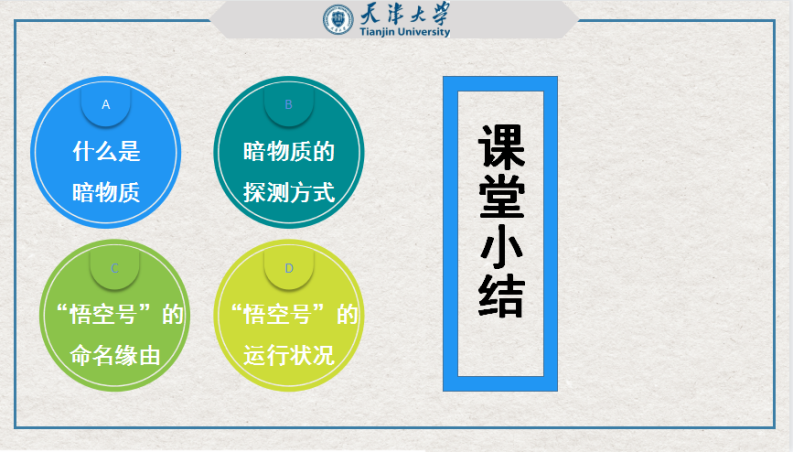 天津大学
Tianjin University
A
什么是
暗物质
B
暗物质的
探测方式
C
“悟空号”的
命名缘由
D
“悟空号”的
运行状况
课
堂
小
结